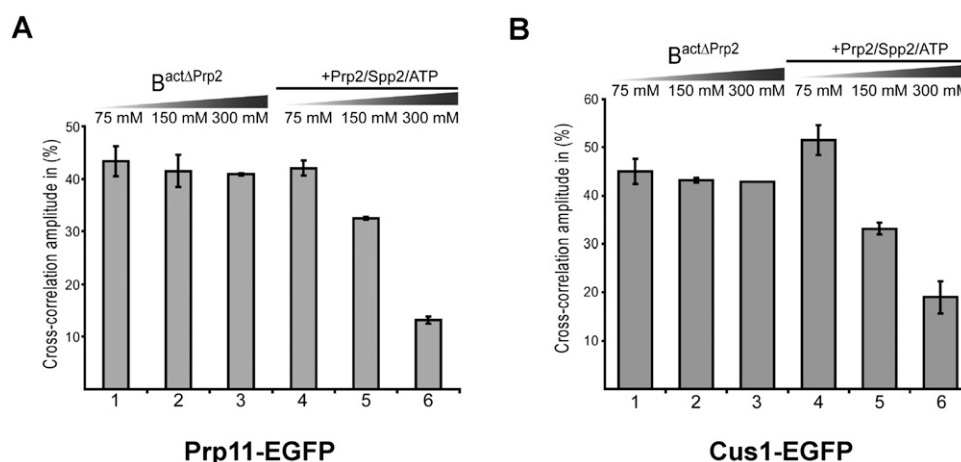 A
B^actΔPrp2
+Prp2/Spp2/ATP
75 mM 150 mM 300 mM 75 mM 150 mM 300 mM
Cross-correlation amplitude in (%)
50
40
30
20
10
1 2 3 4 5 6
Prp11-EGFP
B
B^actΔPrp2
+Prp2/Spp2/ATP
75 mM 150 mM 300 mM 75 mM 150 mM 300 mM
Cross-correlation amplitude in (%)
60
50
40
30
20
10
1 2 3 4 5 6
Cus1-EGFP